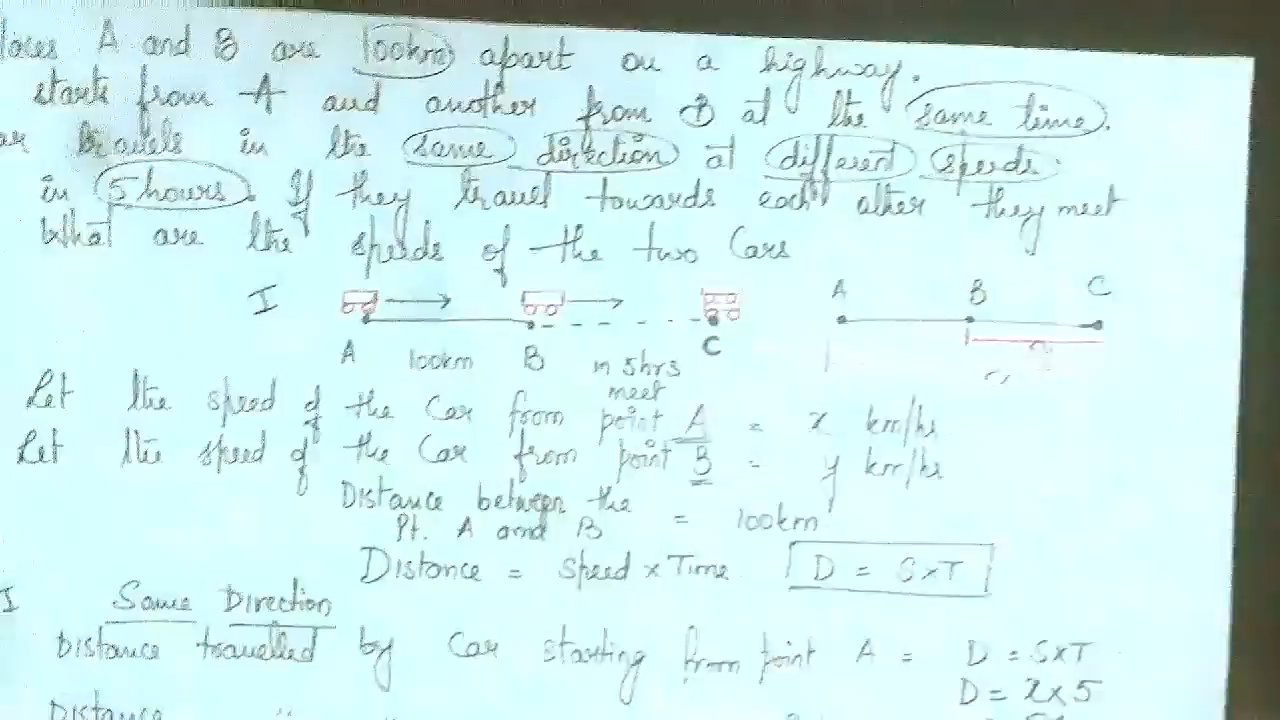 laces A and B are 100km apart on a highway.
starts from A and another from B at the same time.
ar travels in the same direction at different speeds.
in 5 hours. If they travel towards each other they meet
What are the speeds of the two Cars
I
A 100km B in 5hrs C
meet
A B C
Let the speed of the Car from point A = x km/hr
Let the speed of the Car from point B = y km/hr
Distance between the
Pt. A and B = 100km
Distance = Speed x Time D = S x T
I Same Direction
Distance travelled by Car starting from point A = D = S x T
D = x x 5
Distance "